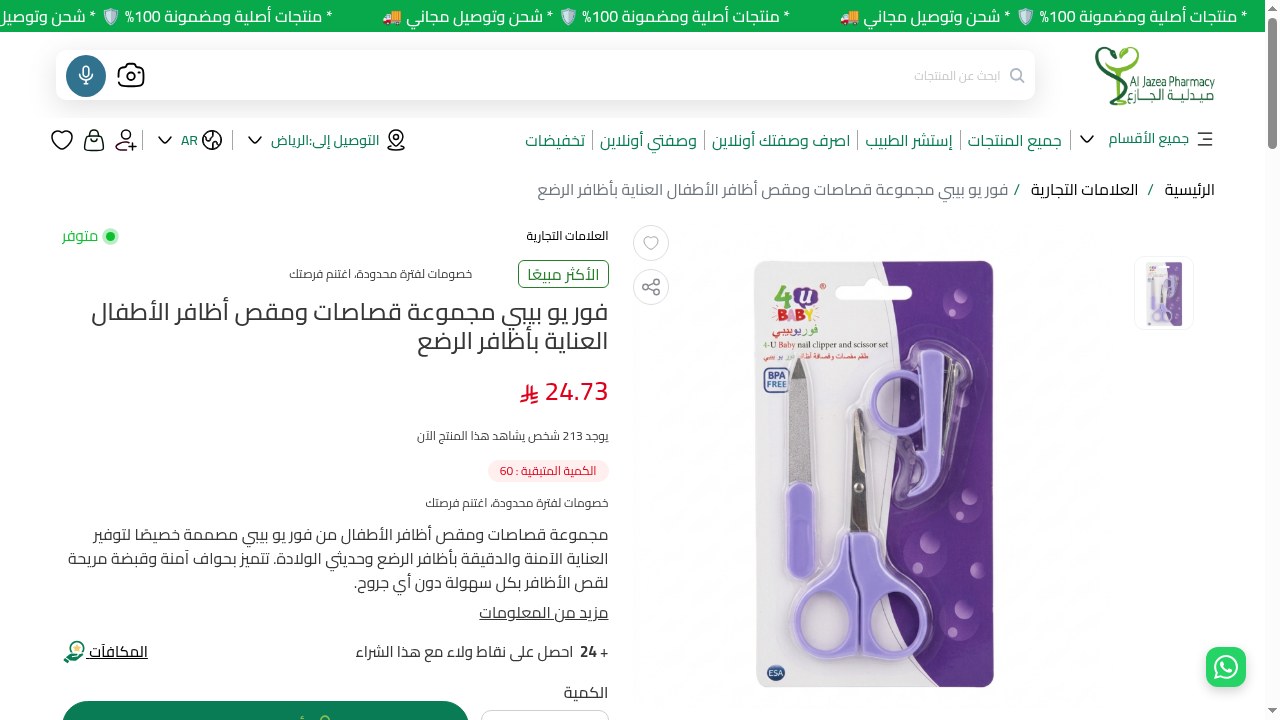 * منتجات أصلية ومضمونة 100% 🛡️ * شحن وتوصيل مجاني 🚚 * منتجات أصلية ومضمونة 100% 🛡️ * شحن وتوصيل مجاني 🚚 * منتجات أصلية ومضمونة 100% 🛡️ * شحن وتوصيل
Al Jazea Pharmacy
صيدلية الجازع
ابحث عن المنتجات
جميع الأقسام
جميع المنتجات
إستشر الطبيب
اصرف وصفتك أونلاين
وصفتي أونلاين
تخفيضات
التوصيل إلى:الرياض
AR
الرئيسية / العلامات التجارية / فور يو بيبي مجموعة قصاصات ومقص أظافر الأطفال العناية بأظافر الرضع
العلامات التجارية
متوفر
الأكثر مبيعًا
خصومات لفترة محدودة، اغتنم فرصتك
فور يو بيبي مجموعة قصاصات ومقص أظافر الأطفال
العناية بأظافر الرضع
24.73
يوجد 213 شخص يشاهد هذا المنتج الآن
الكمية المتبقية : 60
خصومات لفترة محدودة، اغتنم فرصتك
مجموعة قصاصات ومقص أظافر الأطفال من فور يو بيبي مصممة خصيصًا لتوفير
العناية الآمنة والدقيقة بأظافر الرضع وحديثي الولادة. تتميز بحواف آمنة وقبضة مريحة
لقص الأظافر بكل سهولة دون أي جروح.
مزيد من المعلومات
+ 24 احصل على نقاط ولاء مع هذا الشراء
المكافآت
الكمية
4U
BABY
فور يو بيبي
4-U Baby nail clipper and scissor set
BPA
FREE
ESA